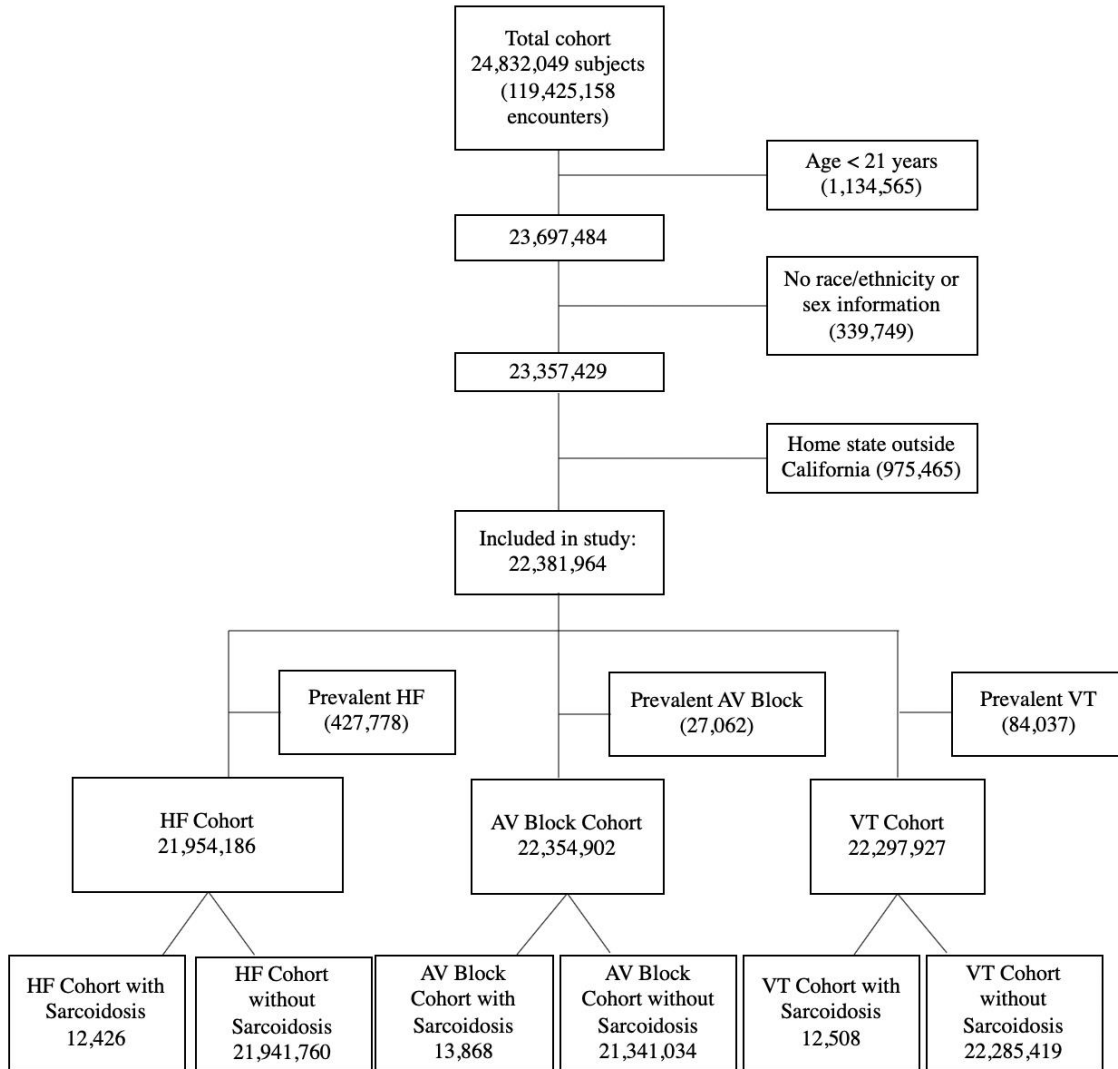 Total cohort
24,832,049 subjects
(119,425,158
encounters)
Age < 21 years
(1,134,565)
23,697,484
No race/ethnicity or
sex information
(339,749)
23,357,429
Home state outside
California (975,465)
Included in study:
22,381,964
Prevalent HF
(427,778)
Prevalent AV Block
(27,062)
Prevalent VT
(84,037)
HF Cohort
21,954,186
AV Block Cohort
22,354,902
VT Cohort
22,297,927
HF Cohort with
Sarcoidosis
12,426
HF Cohort
without
Sarcoidosis
21,941,760
AV Block
Cohort with
Sarcoidosis
13,868
AV Block
Cohort without
Sarcoidosis
21,341,034
VT Cohort with
Sarcoidosis
12,508
VT Cohort
without
Sarcoidosis
22,285,419